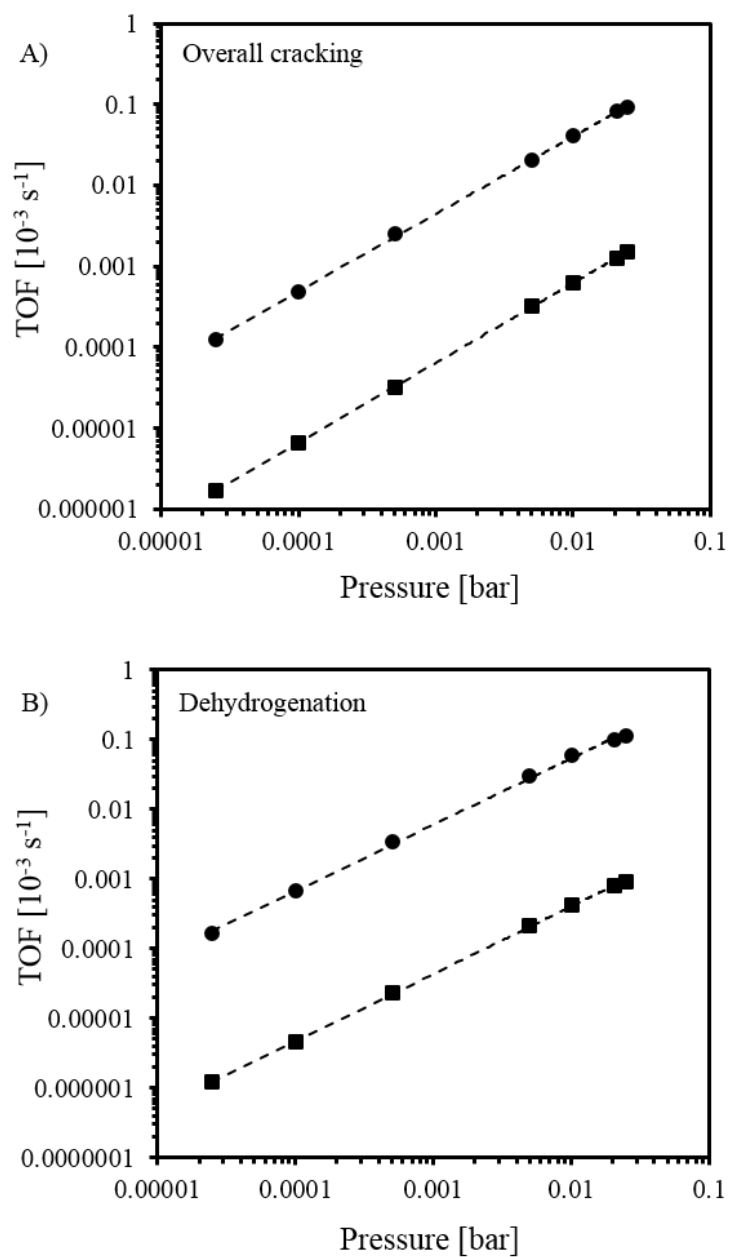 A)
Overall cracking
TOF [10⁻³ s⁻¹]
1
0.1
0.01
0.001
0.0001
0.00001
0.000001
0.00001 0.0001 0.001 0.01 0.1
Pressure [bar]
B)
Dehydrogenation
TOF [10⁻³ s⁻¹]
1
0.1
0.01
0.001
0.0001
0.00001
0.000001
0.0000001
0.00001 0.0001 0.001 0.01 0.1
Pressure [bar]